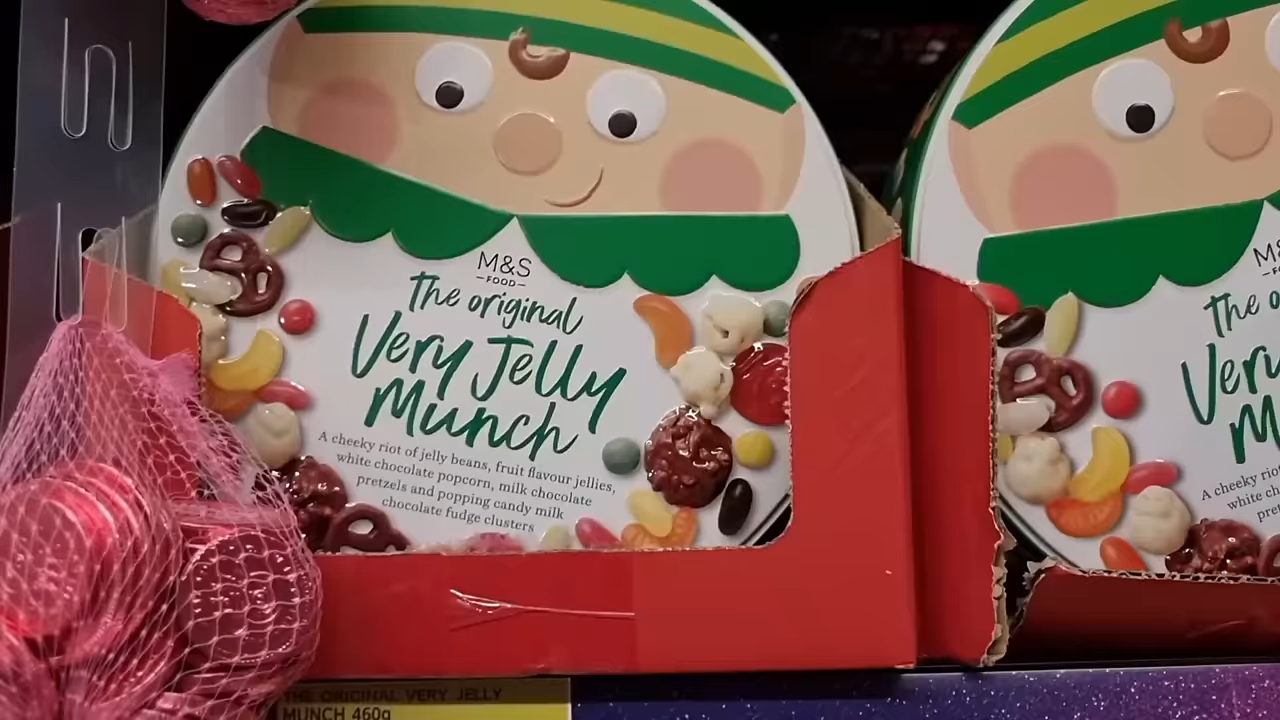 M&S
FOOD
The original
Very Jelly
Munch
A cheeky riot of jelly beans, fruit flavour jellies,
white chocolate popcorn, milk chocolate
pretzels and popping candy milk
chocolate fudge clusters
M&
The o
Very
M
A cheeky rio
white ch
pret
THE ORIGINAL VERY JELLY
MUNCH 460g